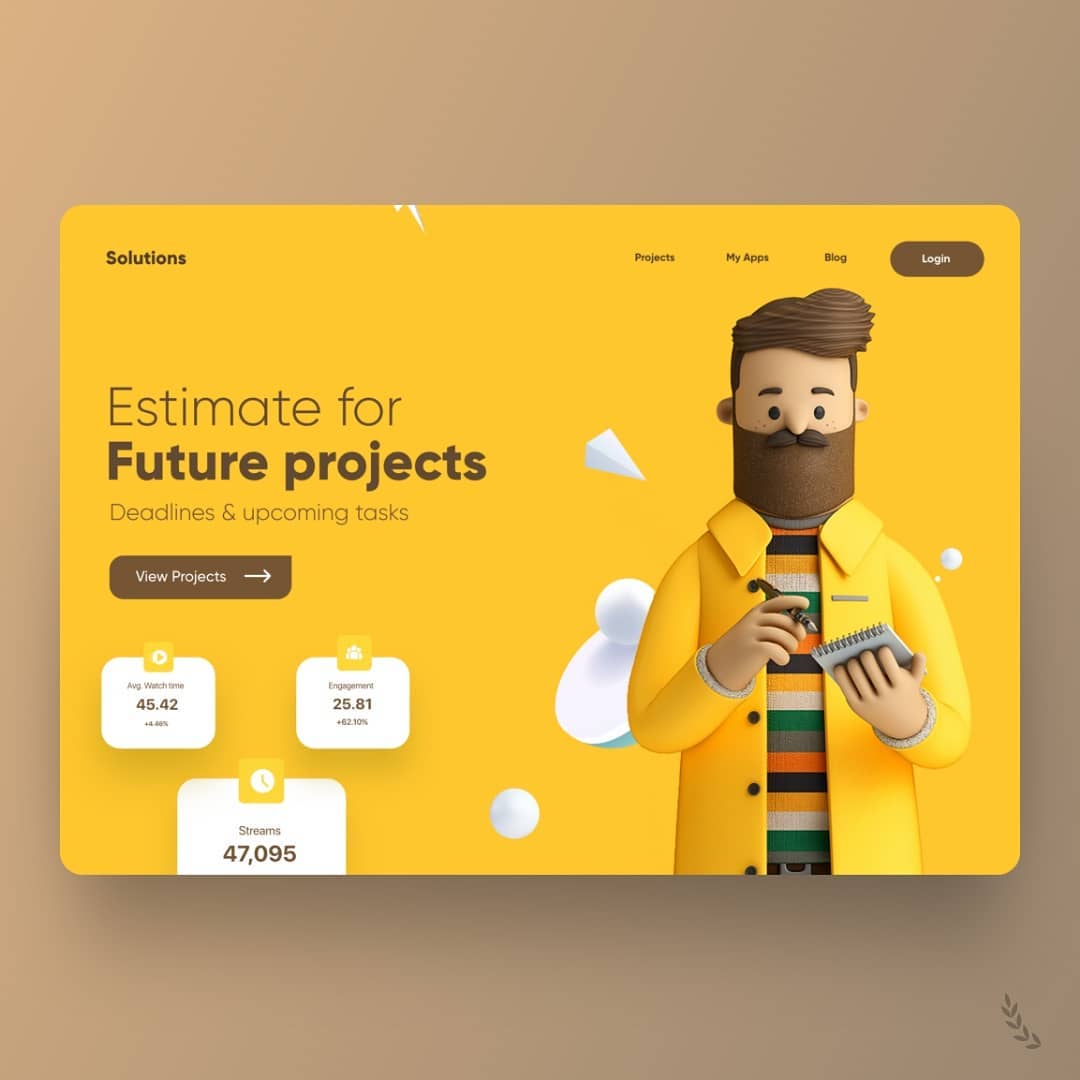 Solutions
Projects
My Apps
Blog
Login
Estimate for
Future projects
Deadlines & upcoming tasks
View Projects
Avg. Watch time
45.42
+4.46%
Engagement
25.81
+62.10%
Streams
47,095